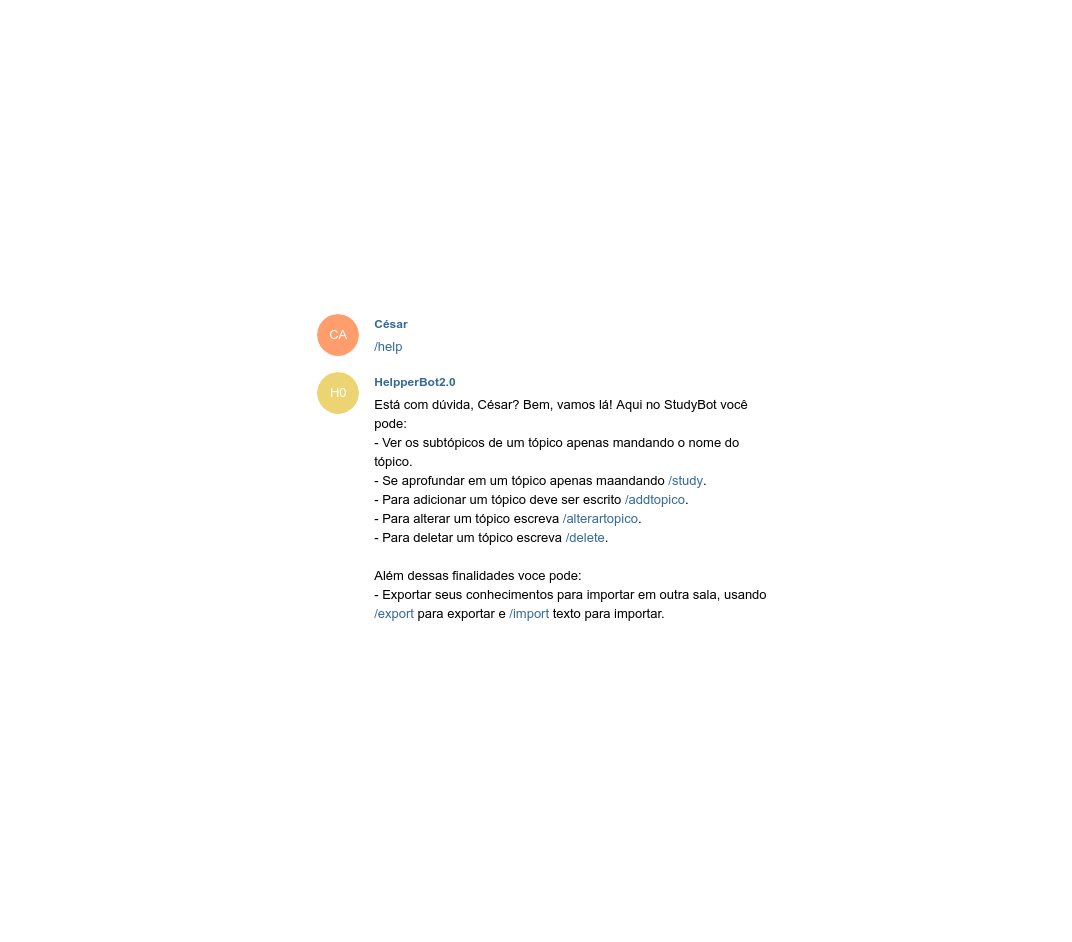 CA
César
/help
H0
HelpperBot2.0
Está com dúvida, César? Bem, vamos lá! Aqui no StudyBot você
pode:
- Ver os subtópicos de um tópico apenas mandando o nome do
tópico.
- Se aprofundar em um tópico apenas maandando /study.
- Para adicionar um tópico deve ser escrito /addtopico.
- Para alterar um tópico escreva /alterartopico.
- Para deletar um tópico escreva /delete.
Além dessas finalidades voce pode:
- Exportar seus conhecimentos para importar em outra sala, usando
/export para exportar e /import texto para importar.